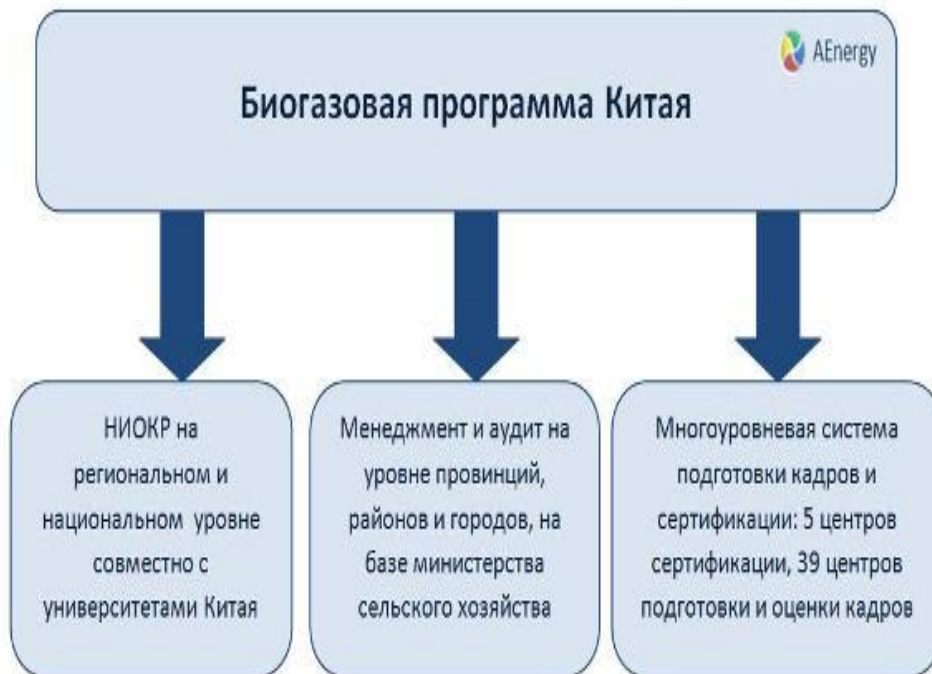 AEnergy
Биогазовая программа Китая
НИОКР на
региональном и
национальном уровне
совместно с
университетами Китая
Менеджмент и аудит на
уровне провинций,
районов и городов, на
базе министерства
сельского хозяйства
Многоуровневая система
подготовки кадров и
сертификации: 5 центров
сертификации, 39 центров
подготовки и оценки кадров